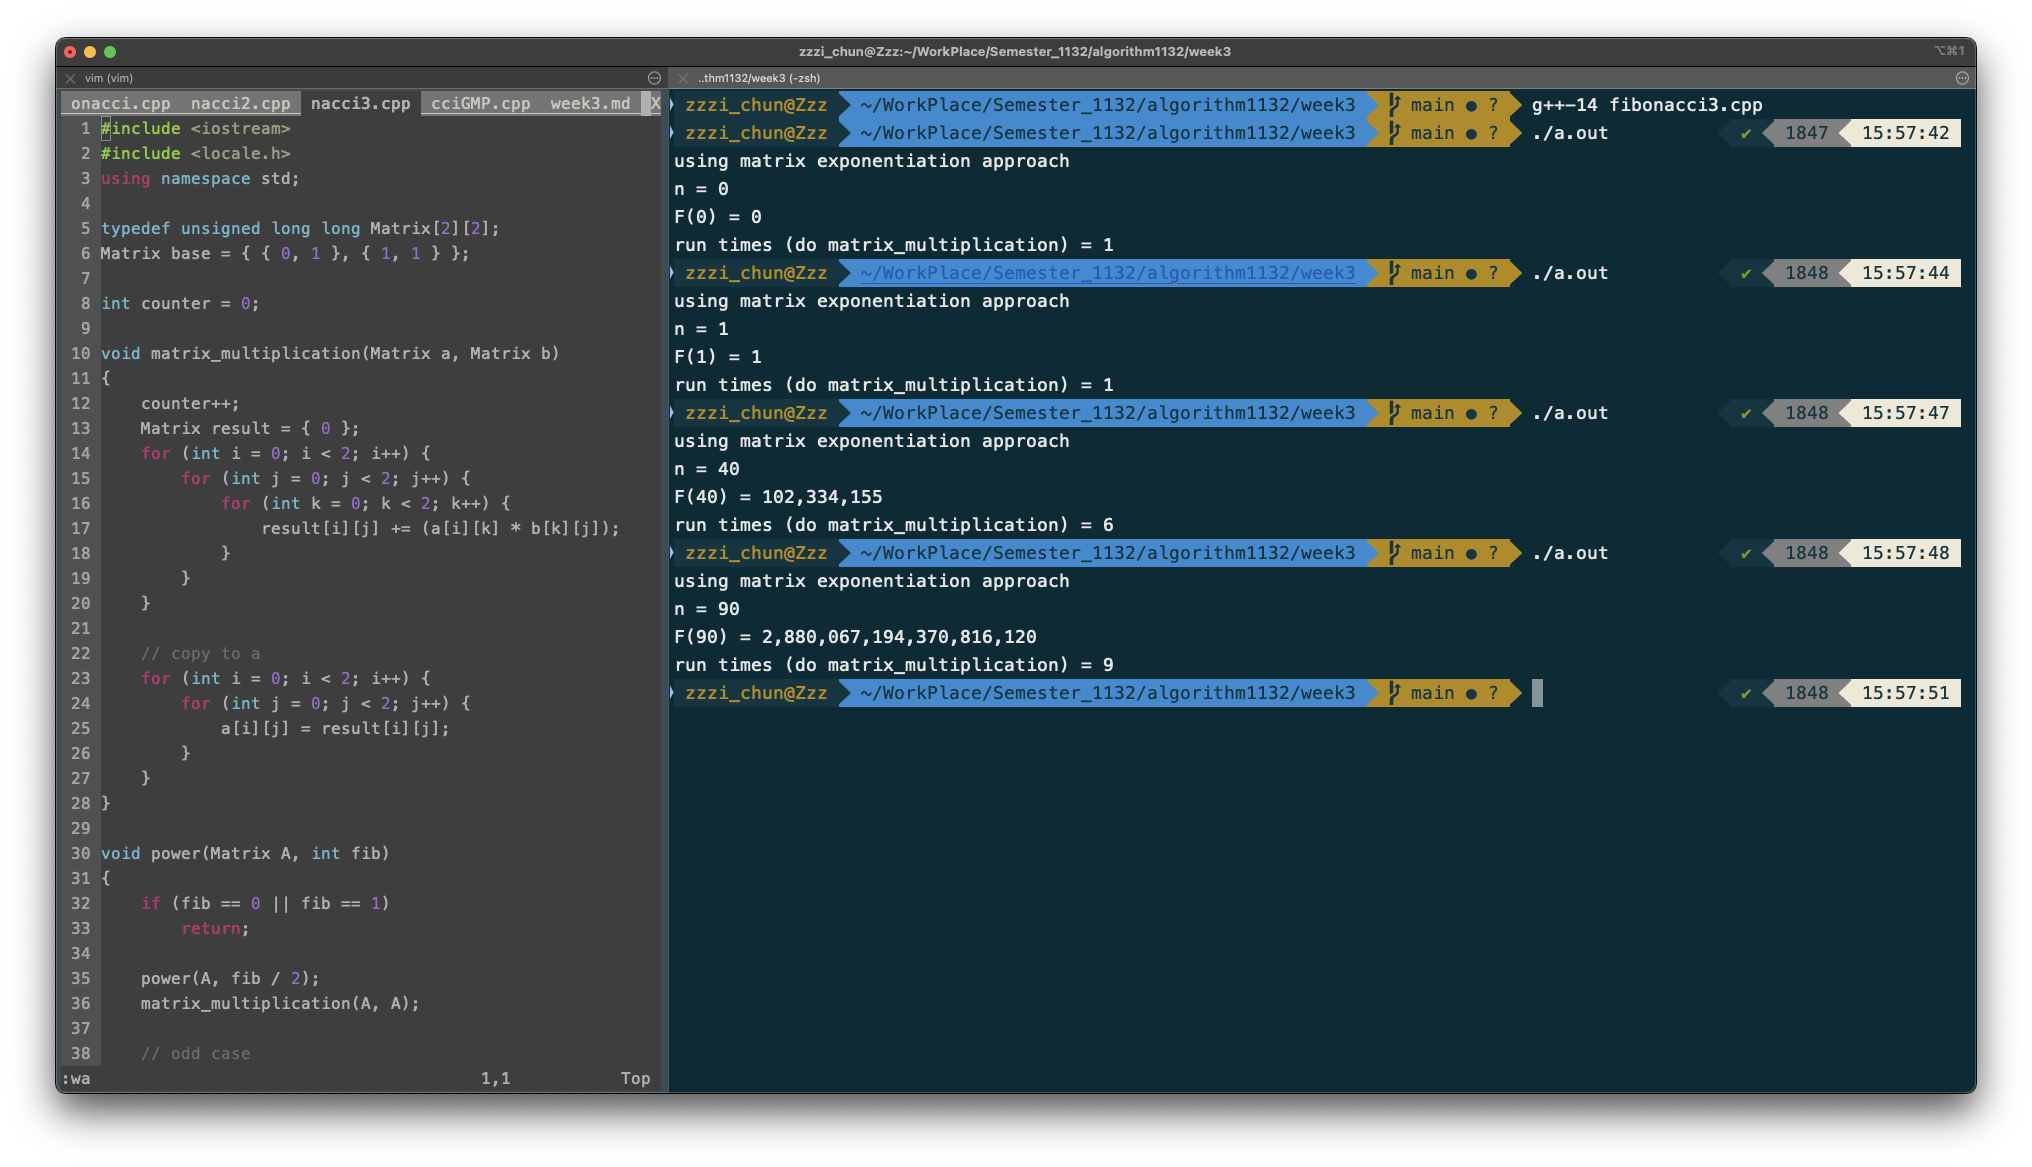 zzzi_chun@Zzz:~/WorkPlace/Semester_1132/algorithm1132/week3
⌥⌘1
vim (vim)
onacci.cpp nacci2.cpp nacci3.cpp cciGMP.cpp week3.md X
1 #include <iostream>
2 #include <locale.h>
3 using namespace std;
4
5 typedef unsigned long long Matrix[2][2];
6 Matrix base = { { 0, 1 }, { 1, 1 } };
7
8 int counter = 0;
9
10 void matrix_multiplication(Matrix a, Matrix b)
11 {
12     counter++;
13     Matrix result = { 0 };
14     for (int i = 0; i < 2; i++) {
15         for (int j = 0; j < 2; j++) {
16             for (int k = 0; k < 2; k++) {
17                 result[i][j] += (a[i][k] * b[k][j]);
18             }
19         }
20     }
21
22     // copy to a
23     for (int i = 0; i < 2; i++) {
24         for (int j = 0; j < 2; j++) {
25             a[i][j] = result[i][j];
26         }
27     }
28 }
29
30 void power(Matrix A, int fib)
31 {
32     if (fib == 0 || fib == 1)
33         return;
34
35     power(A, fib / 2);
36     matrix_multiplication(A, A);
37
38     // odd case
:wa 1,1 Top
..thm1132/week3 (-zsh)
zzzi_chun@Zzz ~/WorkPlace/Semester_1132/algorithm1132/week3 main ● ? g++-14 fibonacci3.cpp
zzzi_chun@Zzz ~/WorkPlace/Semester_1132/algorithm1132/week3 main ● ? ./a.out ✔ 1847 15:57:42
using matrix exponentiation approach
n = 0
F(0) = 0
run times (do matrix_multiplication) = 1
zzzi_chun@Zzz ~/WorkPlace/Semester_1132/algorithm1132/week3 main ● ? ./a.out ✔ 1848 15:57:44
using matrix exponentiation approach
n = 1
F(1) = 1
run times (do matrix_multiplication) = 1
zzzi_chun@Zzz ~/WorkPlace/Semester_1132/algorithm1132/week3 main ● ? ./a.out ✔ 1848 15:57:47
using matrix exponentiation approach
n = 40
F(40) = 102,334,155
run times (do matrix_multiplication) = 6
zzzi_chun@Zzz ~/WorkPlace/Semester_1132/algorithm1132/week3 main ● ? ./a.out ✔ 1848 15:57:48
using matrix exponentiation approach
n = 90
F(90) = 2,880,067,194,370,816,120
run times (do matrix_multiplication) = 9
zzzi_chun@Zzz ~/WorkPlace/Semester_1132/algorithm1132/week3 main ● ? ✔ 1848 15:57:51